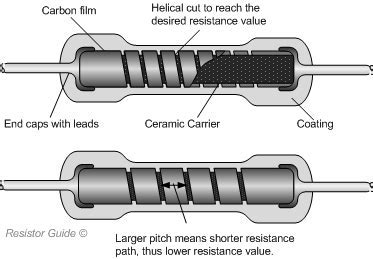 Carbon film
Helical cut to reach the
desired resistance value
End caps with leads
Ceramic Carrier
Coating
Resistor Guide ©
Larger pitch means shorter resistance
path, thus lower resistance value.